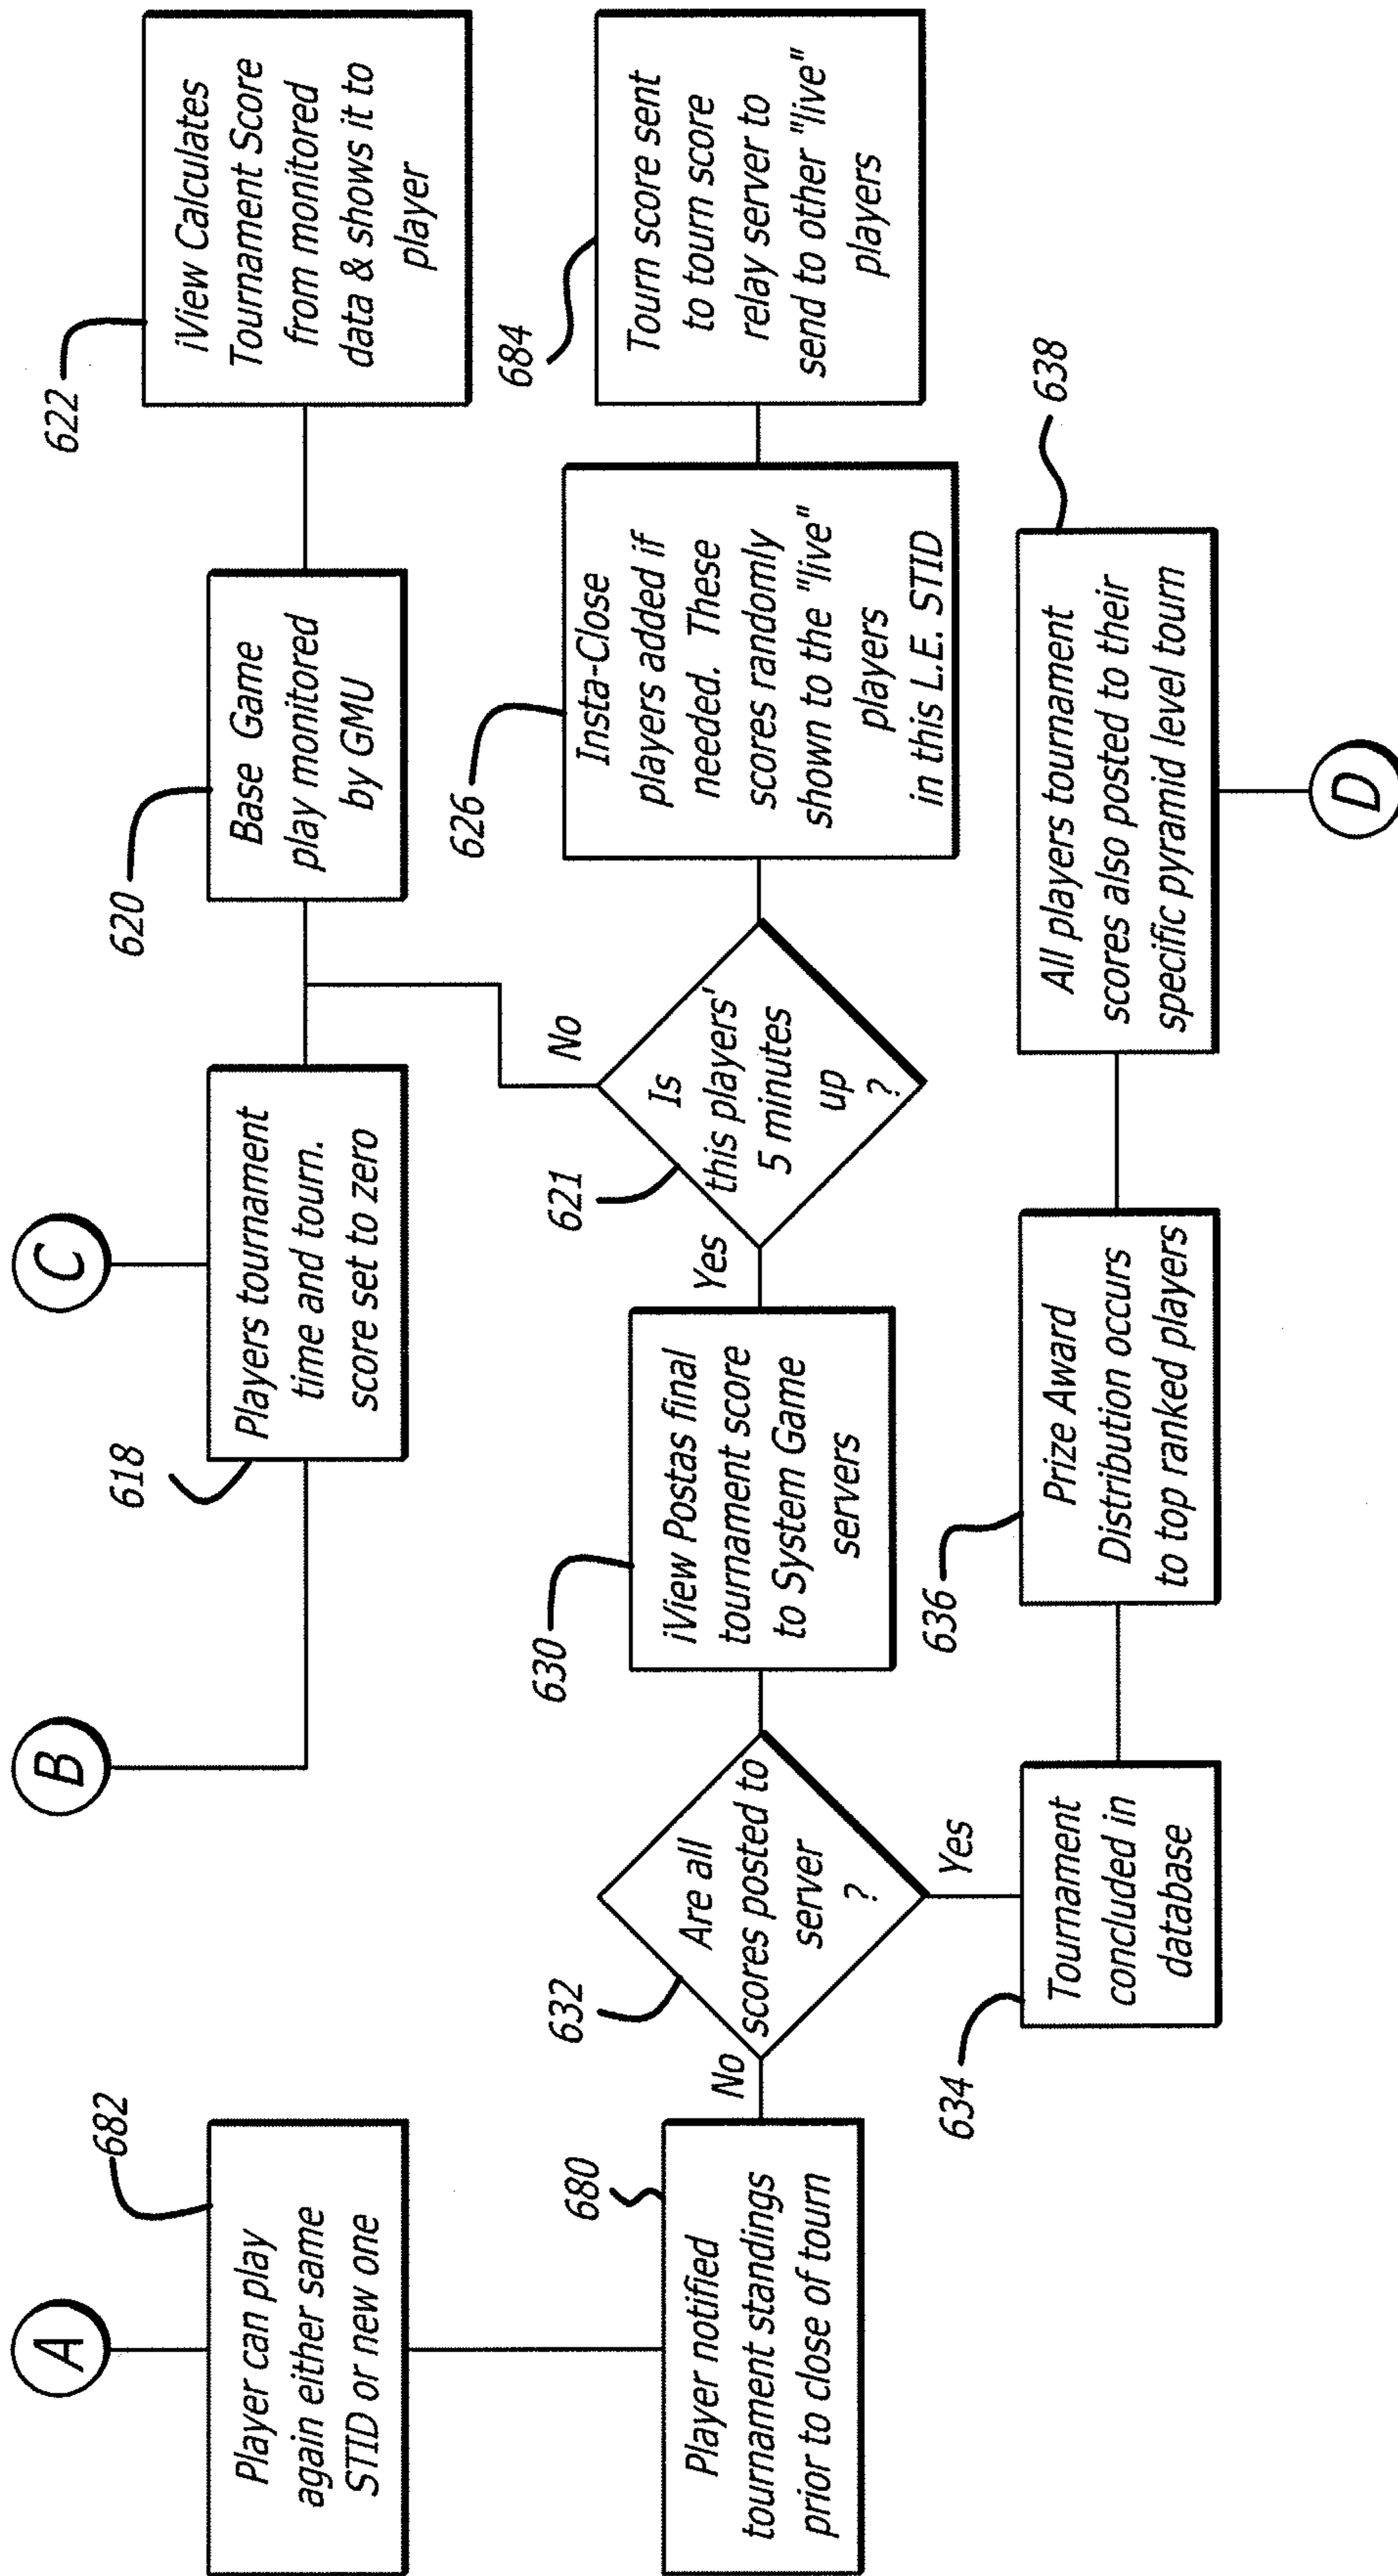 A
B
C
682
Player can play
again either same
STID or new one
618
Players tournament
time and tourn.
score set to zero
620
Base Game
play monitored
by GMU
622
iView Calculates
Tournament Score
from monitored
data & shows it to
player
680
Player notified
tournament standings
prior to close of tourn
No
632
Are all
scores posted to
server
?
Yes
630
iView Postas final
tournament score
to System Game
servers
Yes
621
Is
this players'
5 minutes
up
?
No
626
Insta-Close
players added if
needed. These
scores randomly
shown to the "live"
players
in this L.E. STID
684
Tourn score sent
to tourn score
relay server to
send to other "live"
players
634
Tournament
concluded in
database
636
Prize Award
Distribution occurs
to top ranked players
638
All players tournament
scores also posted to their
specific pyramid level tourn
D